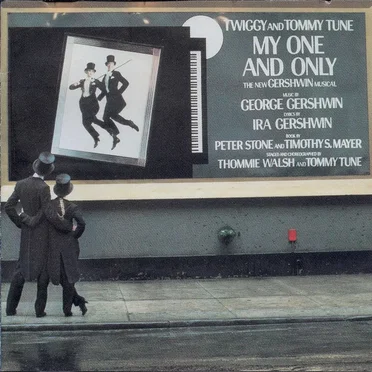 TWIGGY AND TOMMY TUNE
MY ONE
AND ONLY
THE NEW GERSHWIN MUSICAL
MUSIC BY
GEORGE GERSHWIN
LYRICS BY
IRA GERSHWIN
BOOK BY
PETER STONE AND TIMOTHY S. MAYER
STAGED AND CHOREOGRAPHED BY
THOMMIE WALSH AND TOMMY TUNE